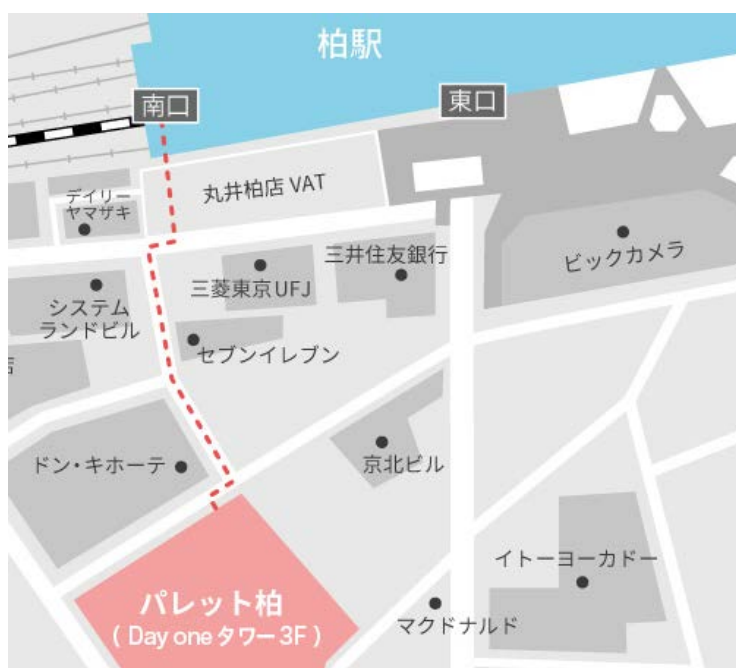 柏駅
南口
東口
丸井柏店 VAT
デイリー
ヤマザキ
三井住友銀行
ビックカメラ
三菱東京UFJ
システム
ランドビル
セブンイレブン
店
ドン・キホーテ
京北ビル
イトーヨーカドー
パレット柏
( Day one タワー 3F )
マクドナルド